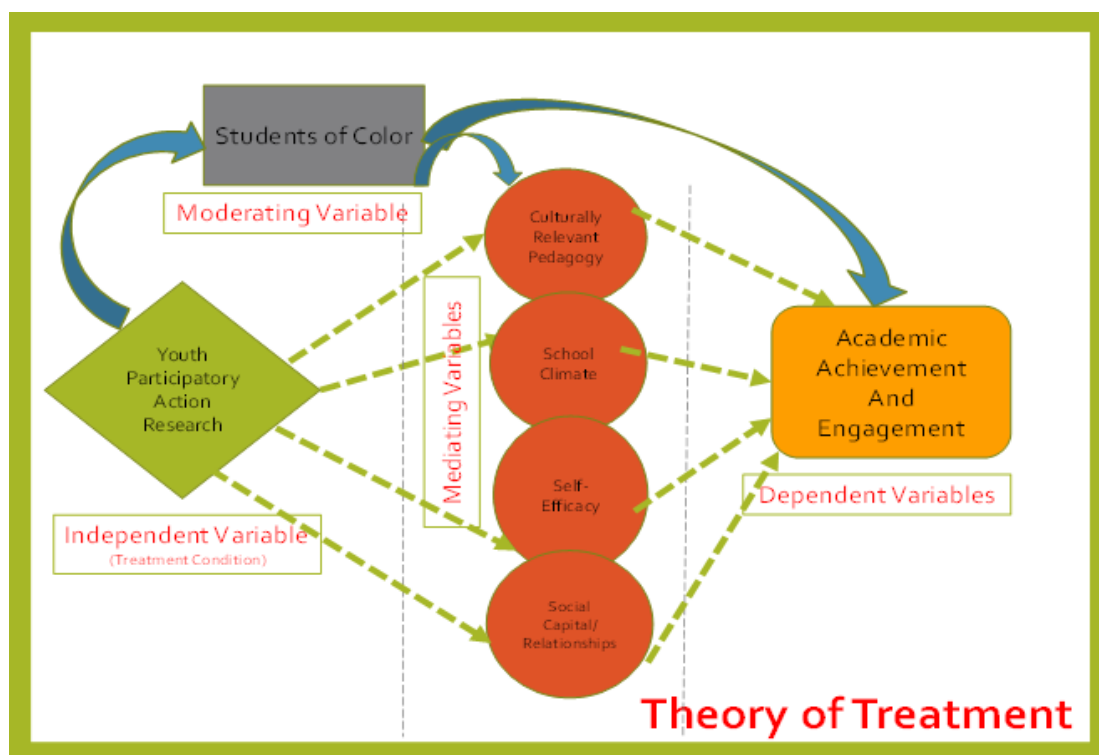 Students of Color
Moderating Variable
Culturally
Relevant
Pedagogy
Mediating Variables
School
Climate
Youth
Participatory
Action
Research
Academic
Achievement
And
Engagement
Self-
Efficacy
Dependent Variables
Independent Variable
(Treatment Condition)
Social
Capital/
Relationships
Theory of Treatment